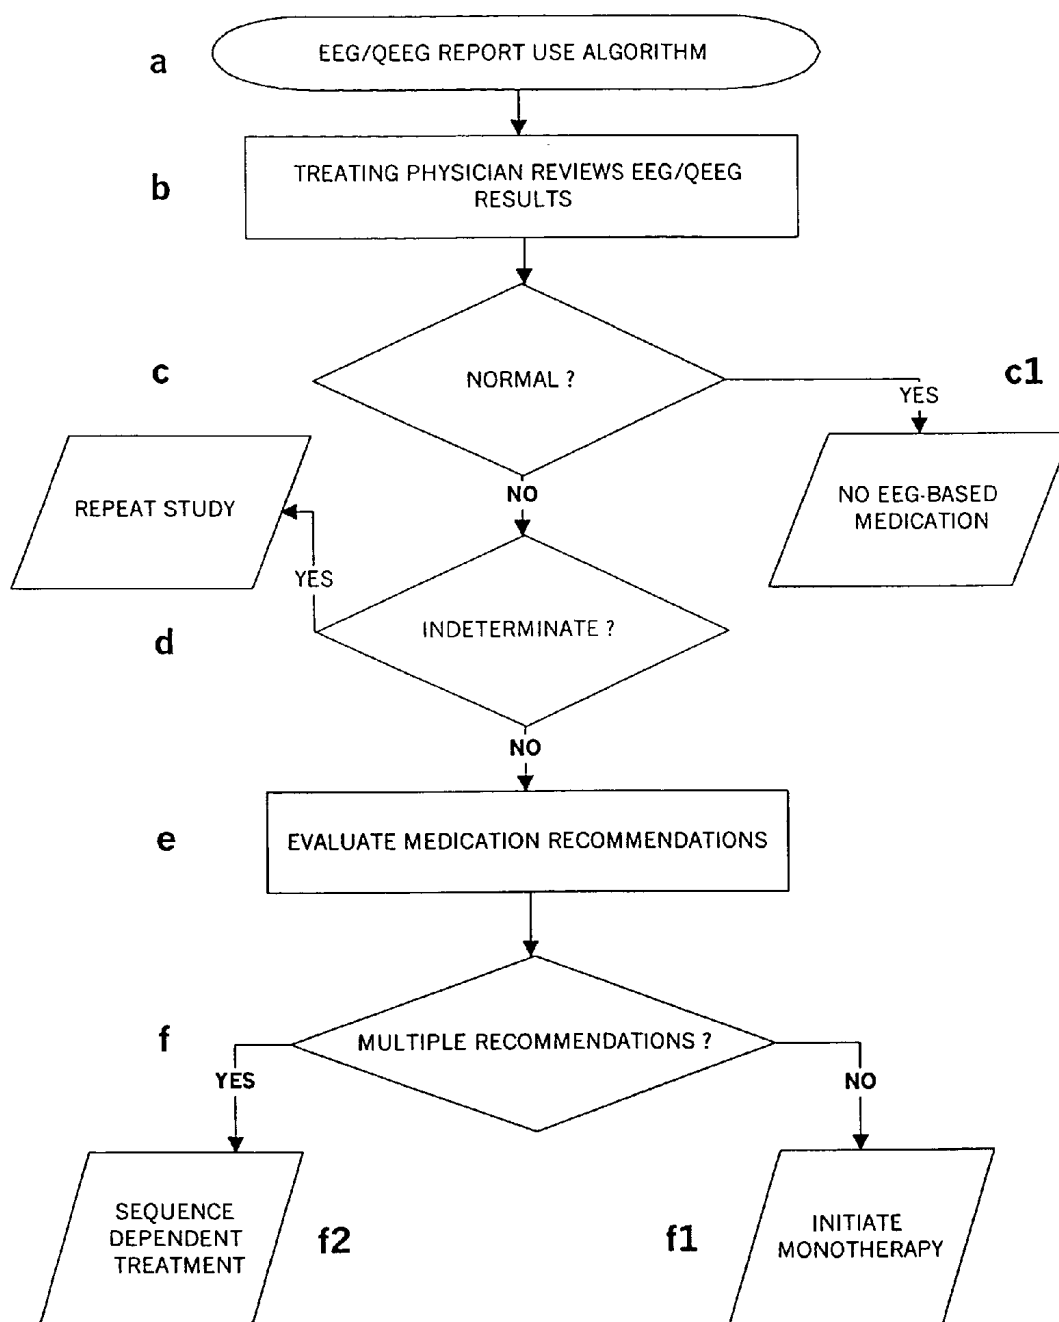 a
EEG/QEEG REPORT USE ALGORITHM
b
TREATING PHYSICIAN REVIEWS EEG/QEEG
RESULTS
c
NORMAL ?
c1
YES
NO
REPEAT STUDY
NO EEG-BASED
MEDICATION
YES
INDETERMINATE ?
d
NO
e
EVALUATE MEDICATION RECOMMENDATIONS
f
MULTIPLE RECOMMENDATIONS ?
YES
NO
SEQUENCE
DEPENDENT
TREATMENT
f2
f1
INITIATE
MONOTHERAPY